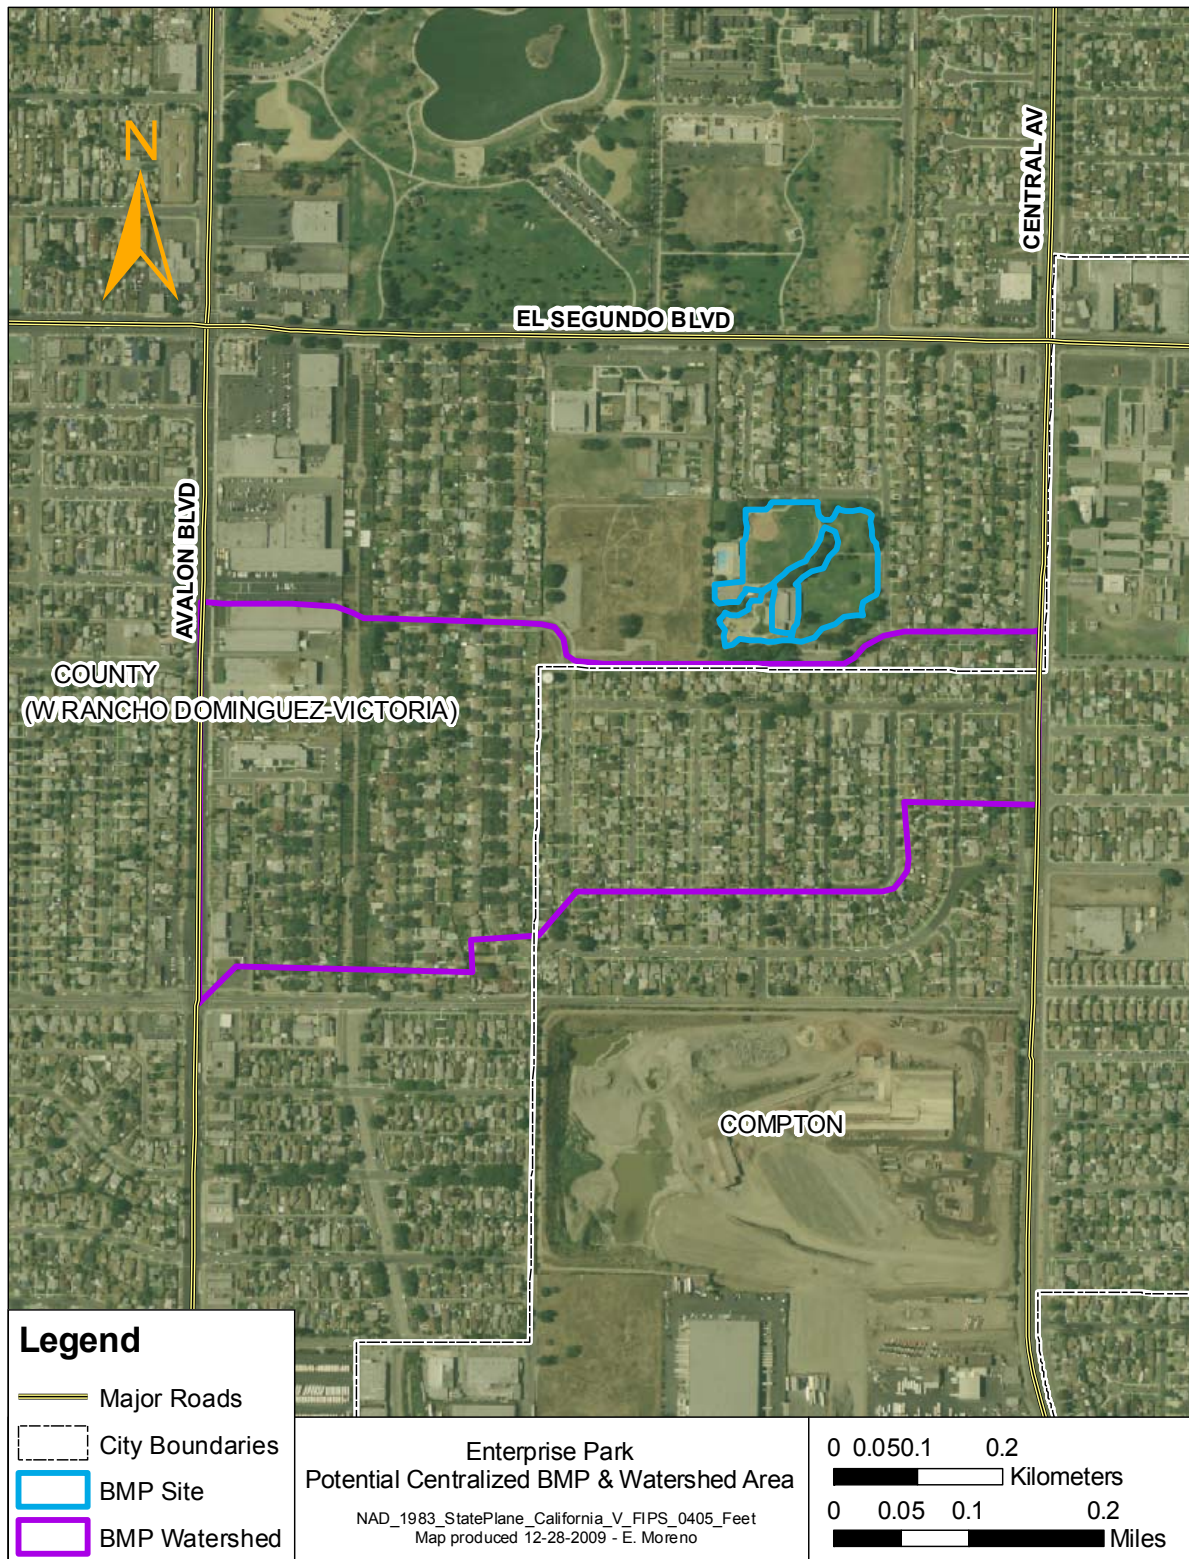 N
CENTRAL AV
EL SEGUNDO BLVD
AVALON BLVD
COUNTY
(W RANCHO DOMINGUEZ-VICTORIA)
COMPTON
Legend
Major Roads
City Boundaries
BMP Site
BMP Watershed
Enterprise Park
Potential Centralized BMP & Watershed Area
NAD_1983_StatePlane_California_V_FIPS_0405_Feet
Map produced 12-28-2009 - E. Moreno
0 0.05 0.1 0.2
Kilometers
0 0.05 0.1 0.2
Miles